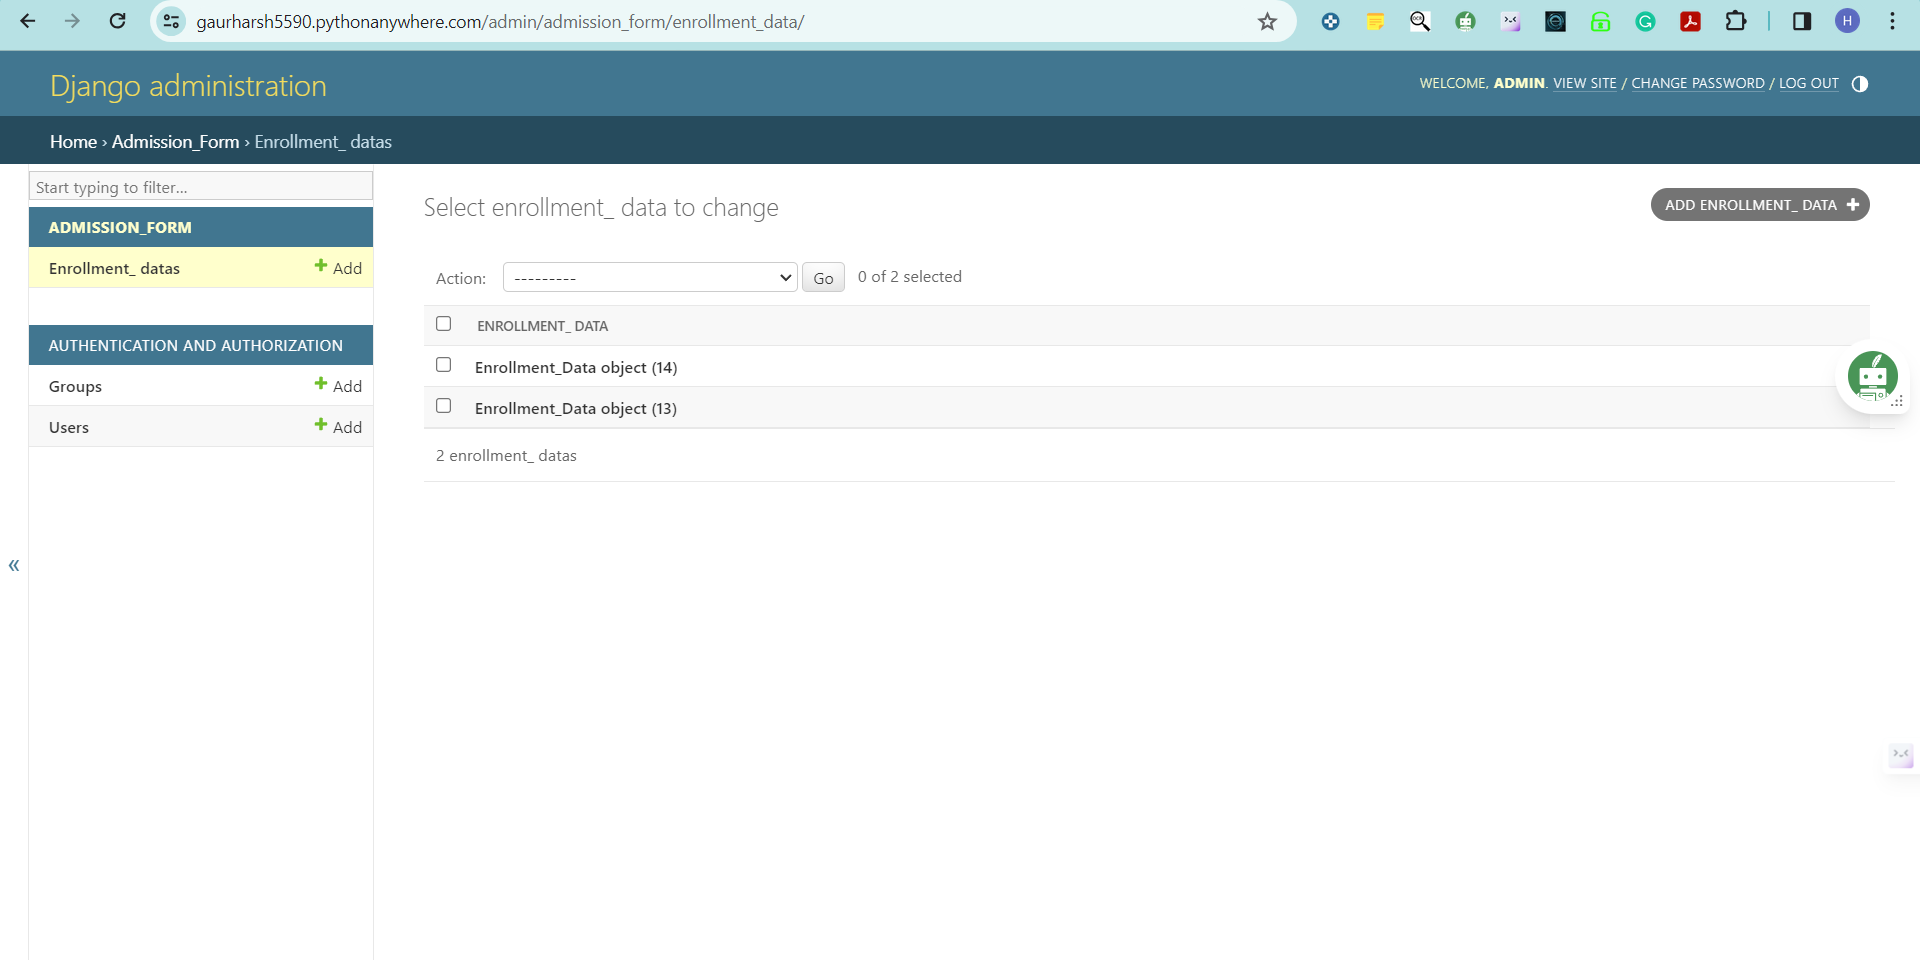 gaurharsh5590.pythonanywhere.com/admin/admission_form/enrollment_data/
H
Django administration
WELCOME, ADMIN. VIEW SITE / CHANGE PASSWORD / LOG OUT
Home › Admission_Form › Enrollment_ datas
Start typing to filter...
ADMISSION_FORM
Enrollment_ datas + Add
AUTHENTICATION AND AUTHORIZATION
Groups + Add
Users + Add
«
Select enrollment_ data to change
ADD ENROLLMENT_ DATA +
Action: --------- Go 0 of 2 selected
ENROLLMENT_ DATA
Enrollment_Data object (14)
Enrollment_Data object (13)
2 enrollment_ datas